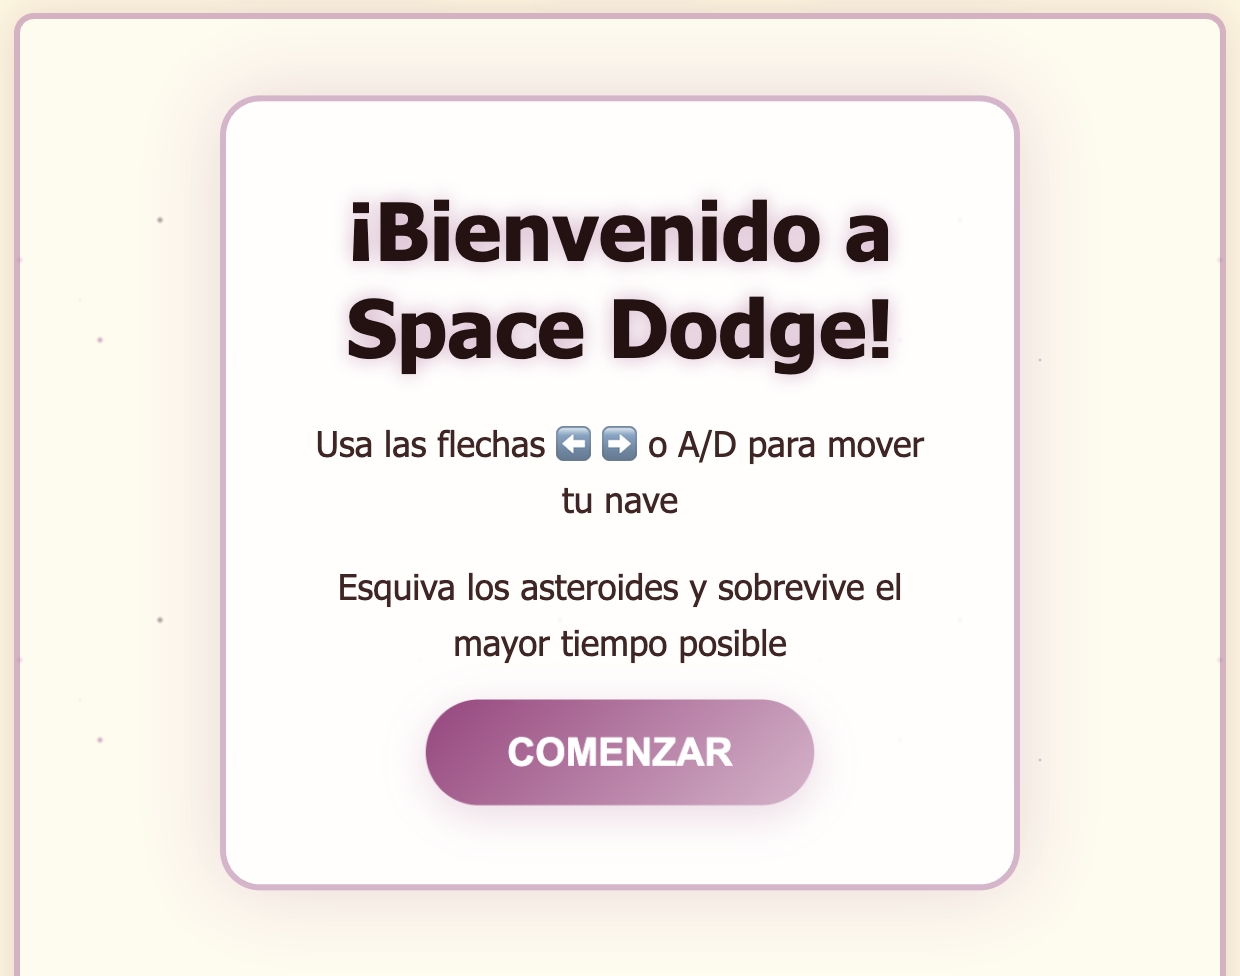 ¡Bienvenido a
Space Dodge!
Usa las flechas ⬅️ ➡️ o A/D para mover
tu nave
Esquiva los asteroides y sobrevive el
mayor tiempo posible
COMENZAR